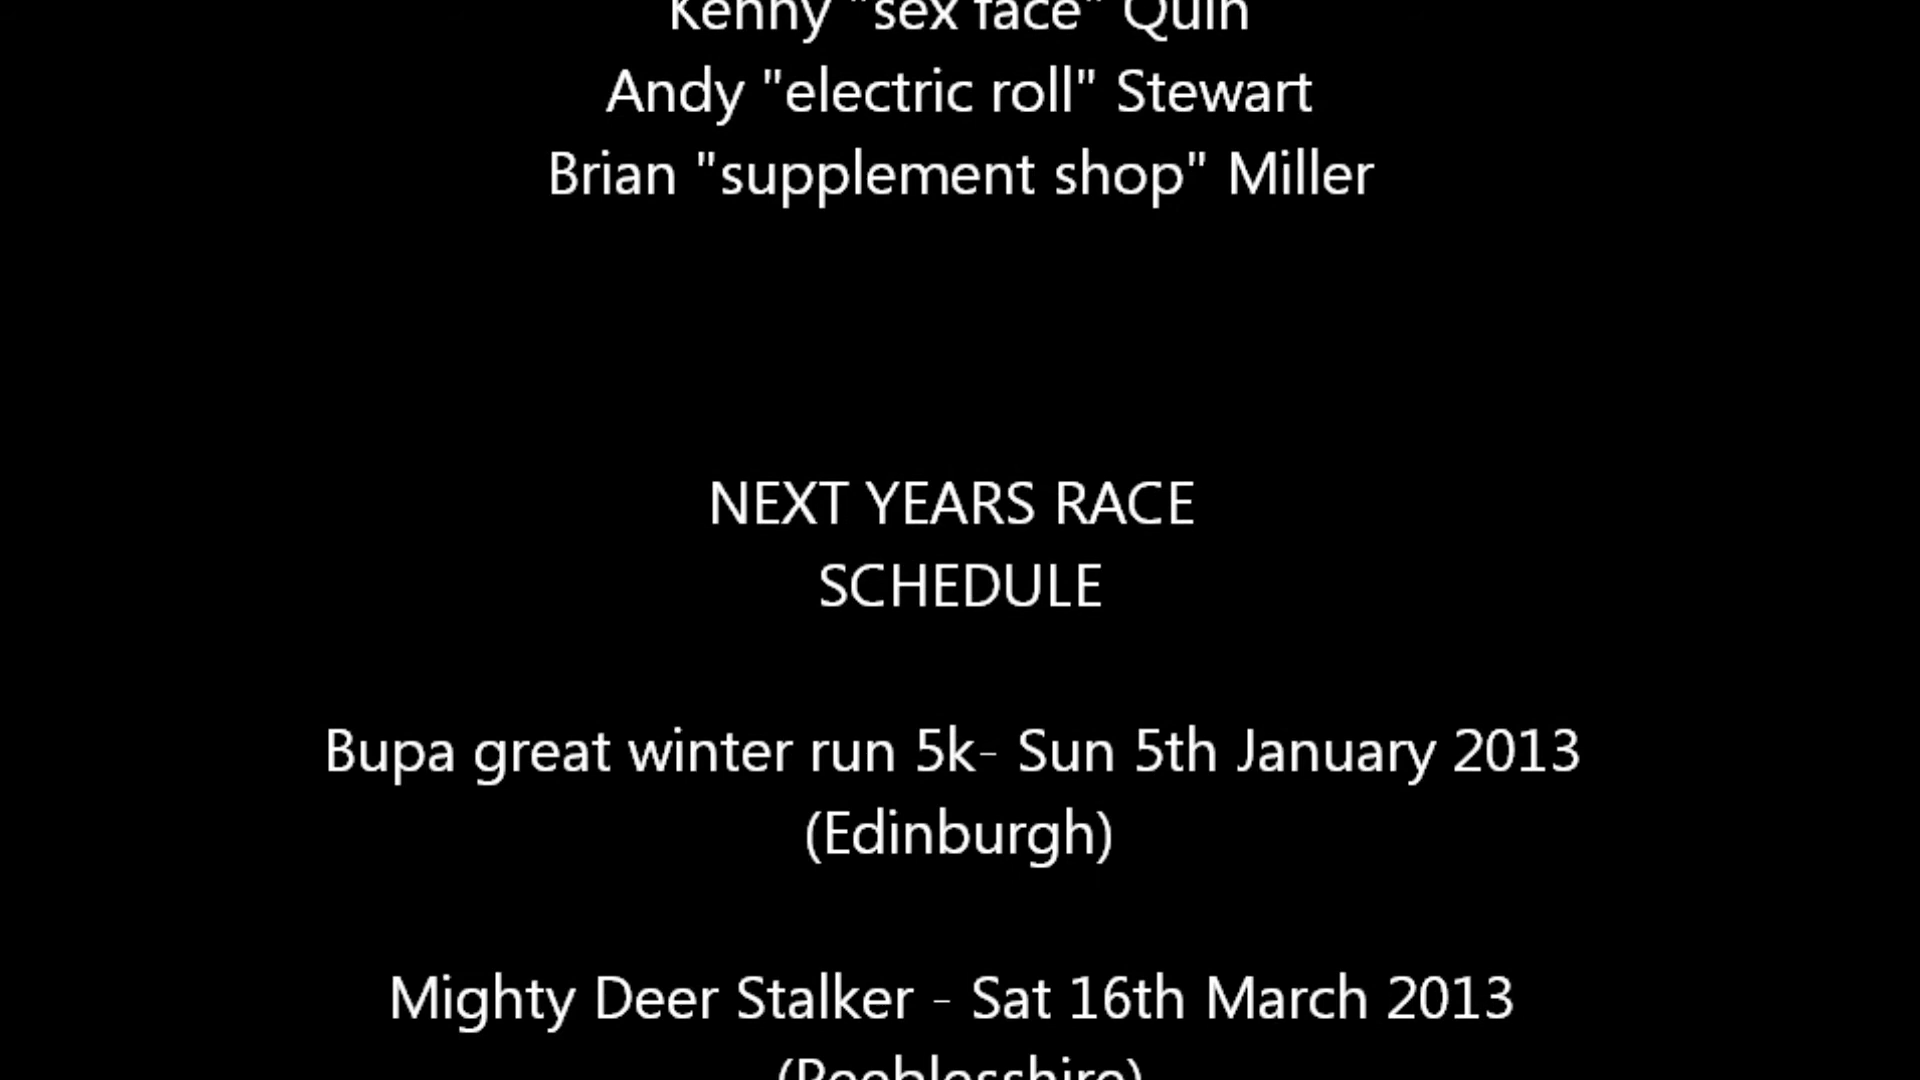 Kenny "sex face" Quin
Andy "electric roll" Stewart
Brian "supplement shop" Miller
NEXT YEARS RACE
SCHEDULE
Bupa great winter run 5k- Sun 5th January 2013
(Edinburgh)
Mighty Deer Stalker - Sat 16th March 2013
(Peeblesshire)